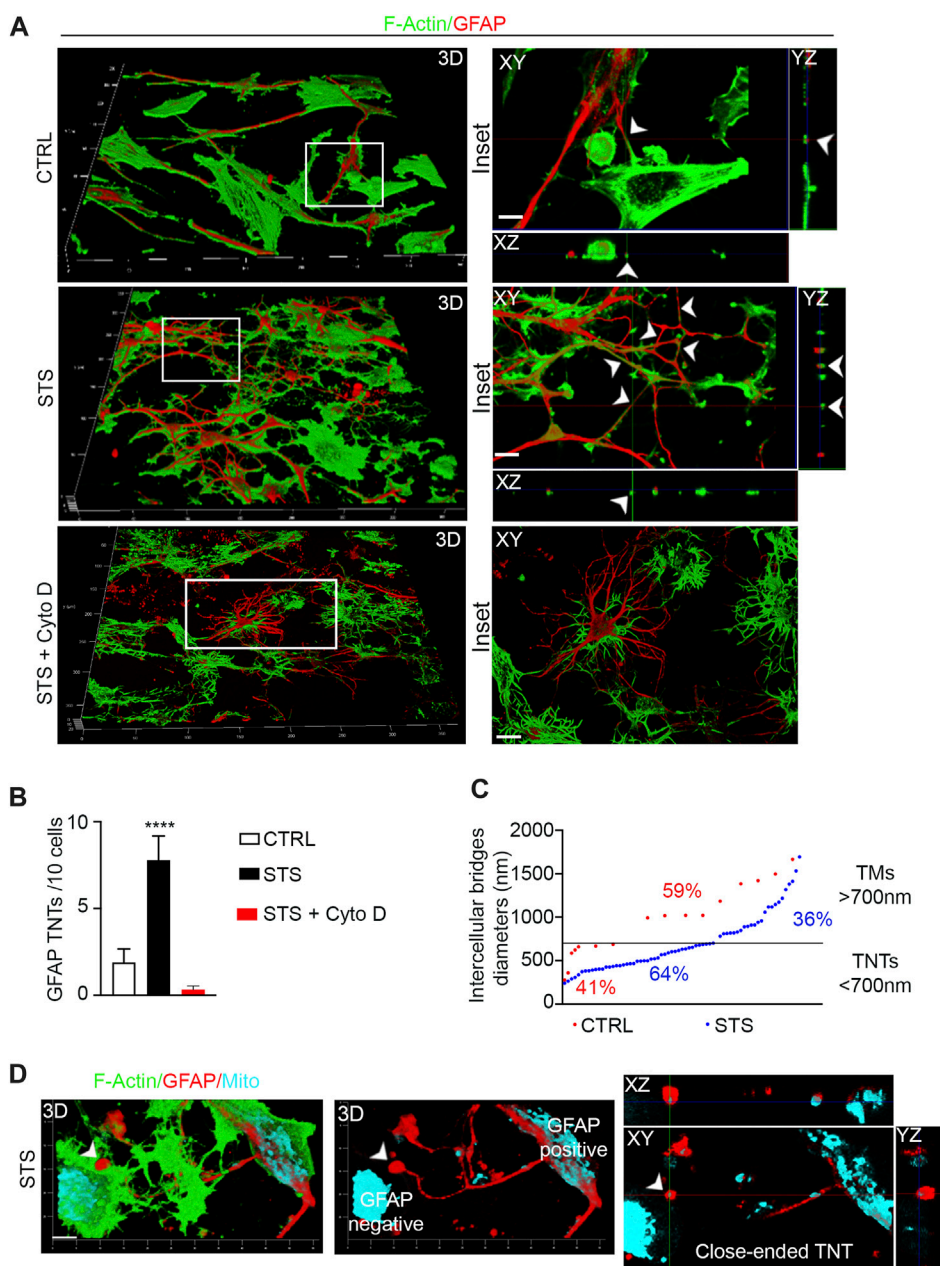 A
F-Actin/GFAP
CTRL
3D
Inset
XY
YZ
XZ
STS
3D
Inset
XY
YZ
XZ
STS + Cyto D
3D
Inset
XY
B
GFAP TNTs /10 cells
10
5
0
****
CTRL
STS
STS + Cyto D
C
Intercellular bridges
diameters (nm)
2000
1500
1000
500
0
59%
36%
41%
64%
TMs
>700nm
TNTs
<700nm
CTRL
STS
D
F-Actin/GFAP/Mito
STS
3D
3D
GFAP
positive
GFAP
negative
XZ
XY
YZ
Close-ended TNT